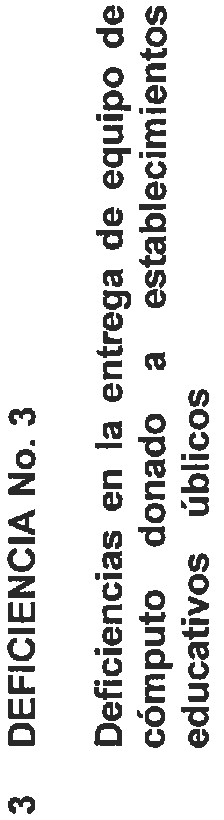 3 DEFICIENCIA No. 3
Deficiencias en la entrega de equipo de
cómputo donado a establecimientos
educativos úblicos